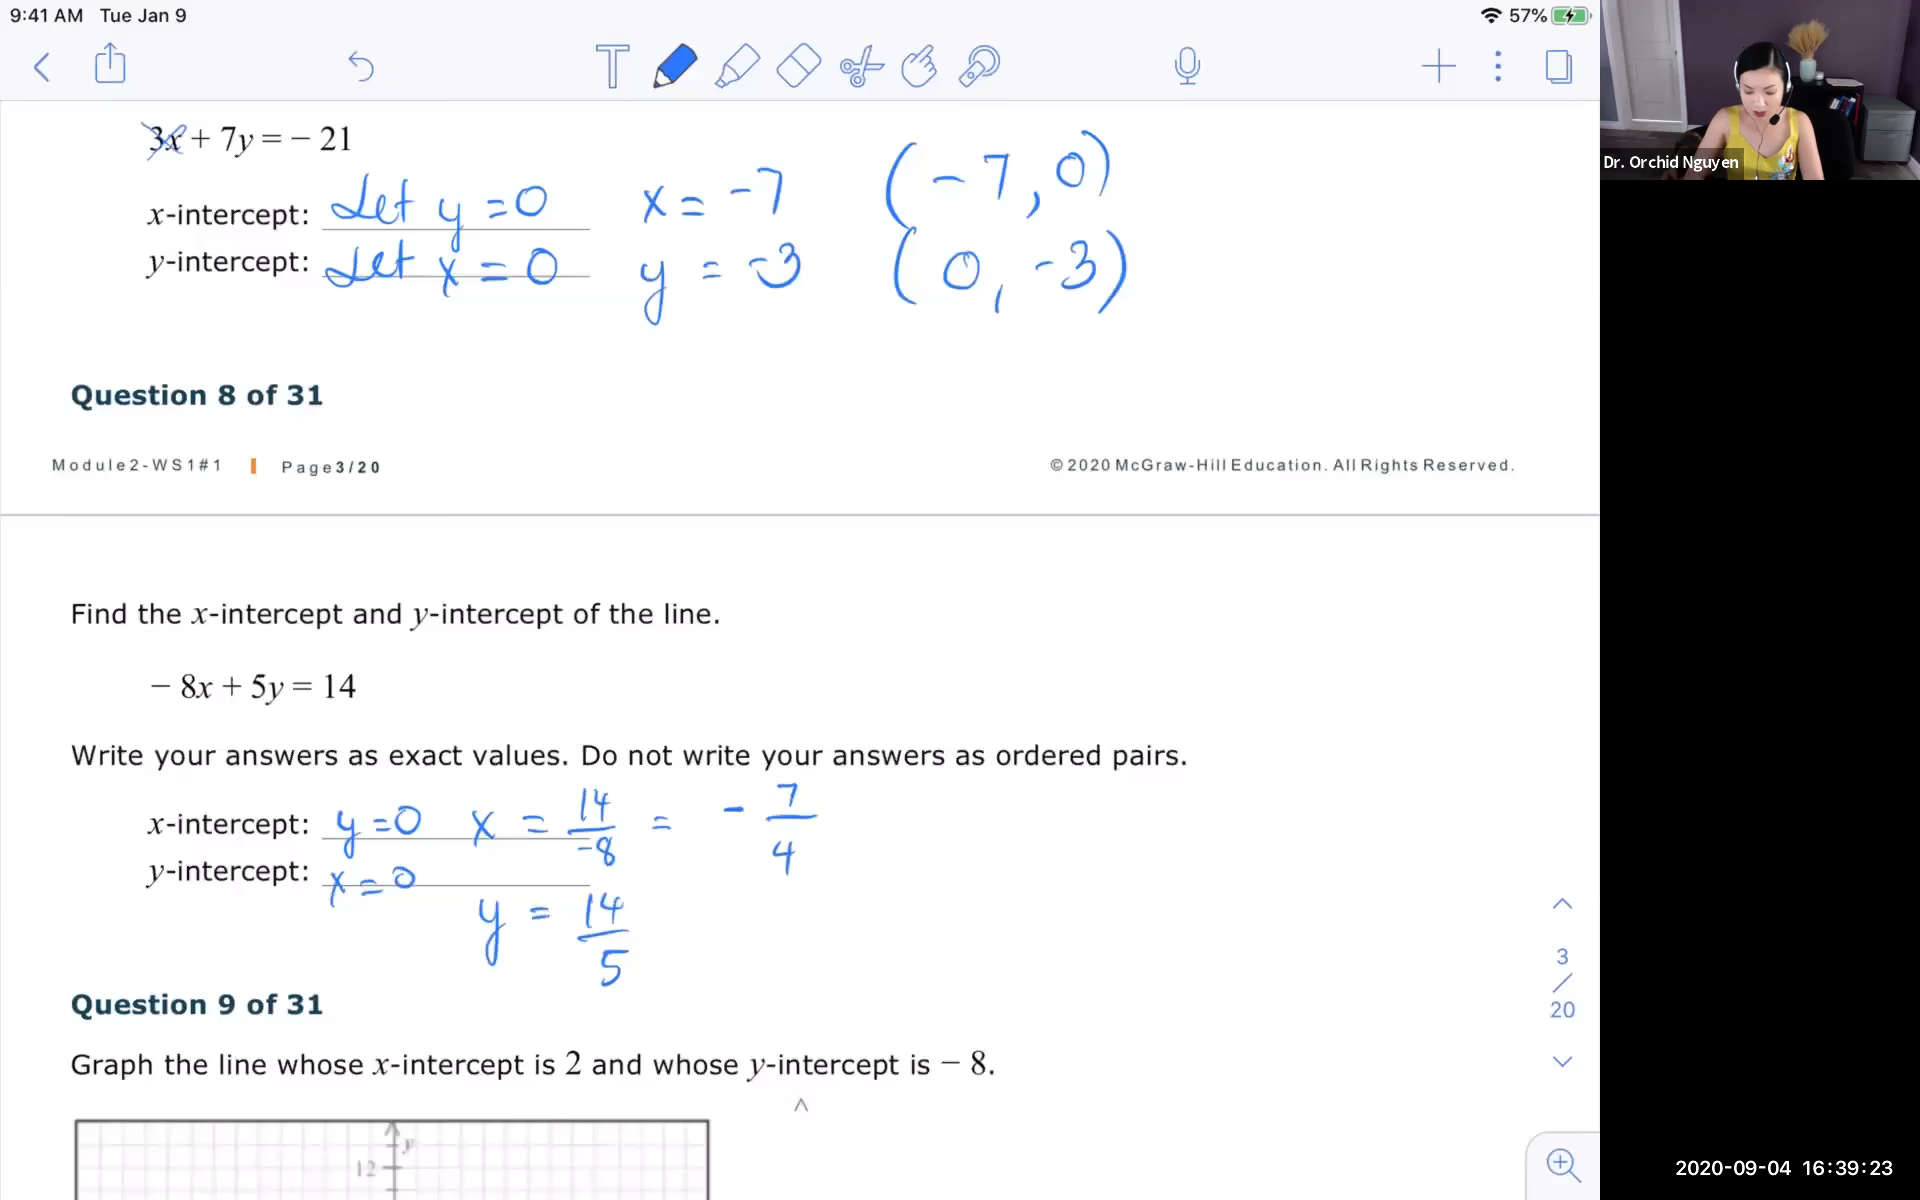 9:41 AM Tue Jan 9
57%
Dr. Orchid Nguyen
3x + 7y = − 21
x-intercept: Let y = 0 x = -7 (-7, 0)
y-intercept: Let x = 0 y = -3 (0, -3)
Question 8 of 31
Module2-WS1#1 Page3/20
© 2020 McGraw-Hill Education. All Rights Reserved.
Find the x-intercept and y-intercept of the line.
− 8x + 5y = 14
Write your answers as exact values. Do not write your answers as ordered pairs.
x-intercept: y = 0 x = 14/-8 = - 7/4
y-intercept: x = 0
y = 14/5
3
/
20
Question 9 of 31
Graph the line whose x-intercept is 2 and whose y-intercept is − 8.
y
12
2020-09-04 16:39:23